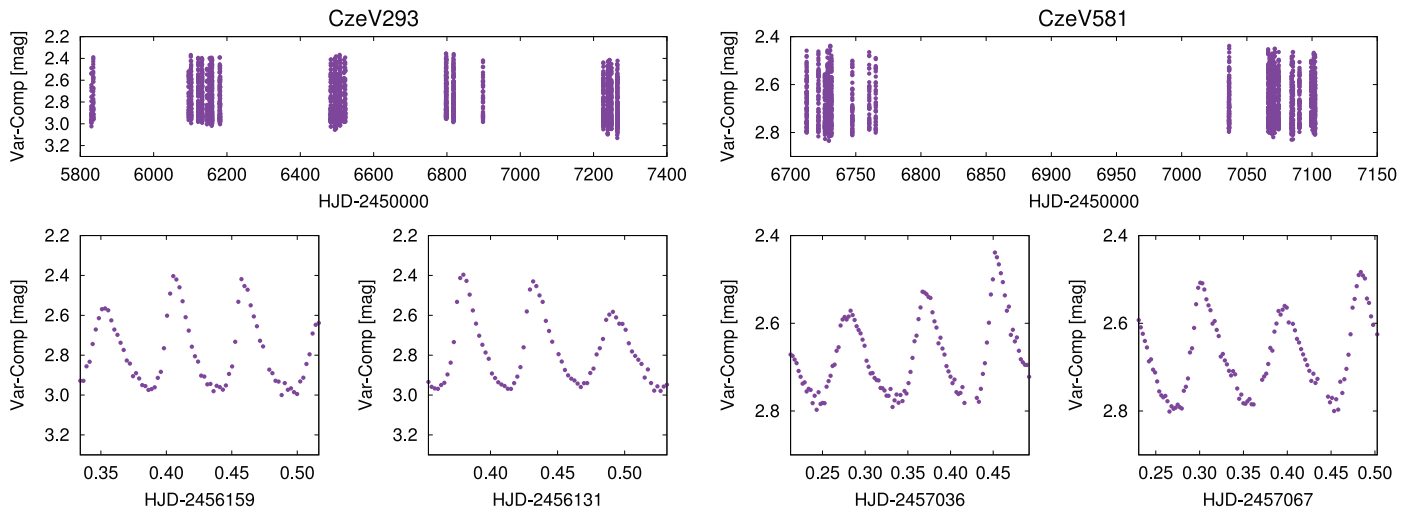 CzeV293
2.2
2.4
2.6
2.8
3.0
3.2
Var-Comp [mag]
5800 6000 6200 6400 6600 6800 7000 7200 7400
HJD-2450000
CzeV581
2.4
2.6
2.8
Var-Comp [mag]
6700 6750 6800 6850 6900 6950 7000 7050 7100 7150
HJD-2450000
2.2
2.4
2.6
2.8
3.0
3.2
Var-Comp [mag]
0.35 0.40 0.45 0.50
HJD-2456159
2.2
2.4
2.6
2.8
3.0
3.2
Var-Comp [mag]
0.40 0.45 0.50
HJD-2456131
2.4
2.6
2.8
Var-Comp [mag]
0.25 0.30 0.35 0.40 0.45
HJD-2457036
2.4
2.6
2.8
Var-Comp [mag]
0.25 0.30 0.35 0.40 0.45 0.50
HJD-2457067